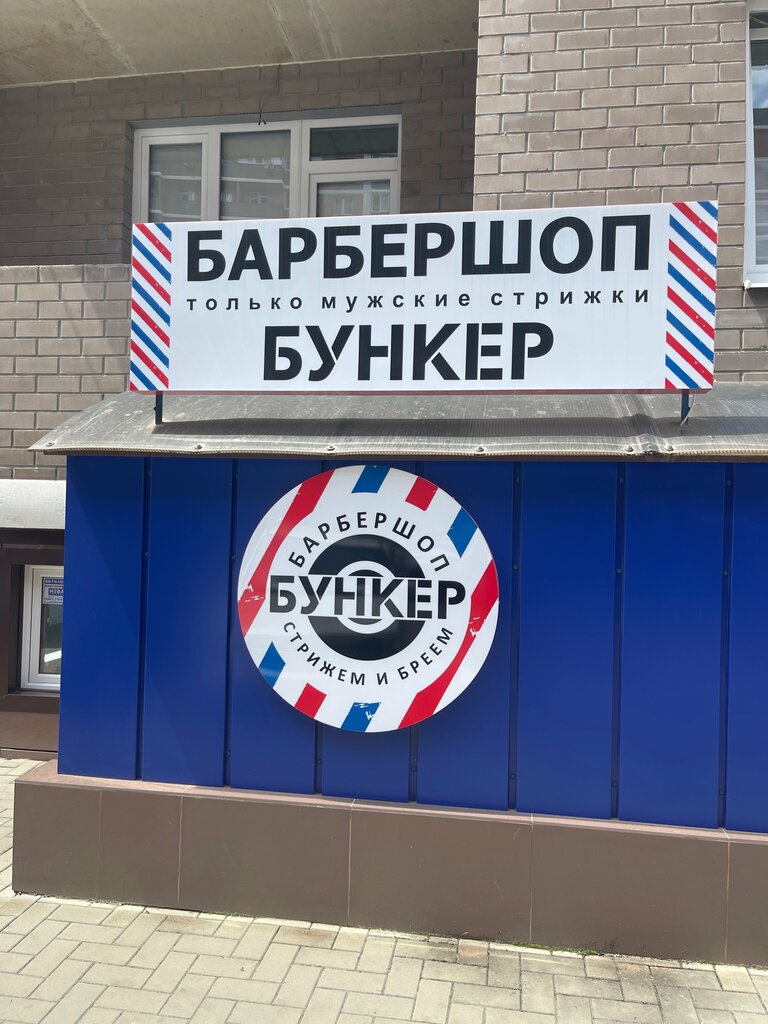 БАРБЕРШОП
только мужские стрижки
БУНКЕР
БАРБЕРШОП
БУНКЕР
СТРИЖЕМ И БРЕЕМ